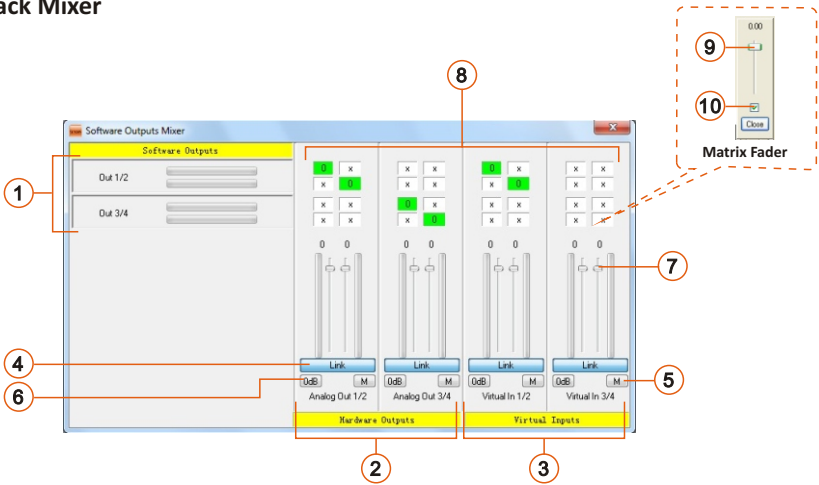 ack Mixer
0.00
9
10
Close
Matrix Fader
8
Software Outputs Mixer
x
Software Outputs
1
Out 1/2
Out 3/4
0 x x x 0 x x x
x 0 x x x 0 x x
x x 0 x x x x x
x x x 0 x x x x
0 0 0 0 0 0 0 0
7
4
Link Link Link Link
6
0dB M 0dB M 0dB M 0dB M
5
Analog Out 1/2 Analog Out 3/4 Virtual In 1/2 Virtual In 3/4
Hardware Outputs Virtual Inputs
2 3